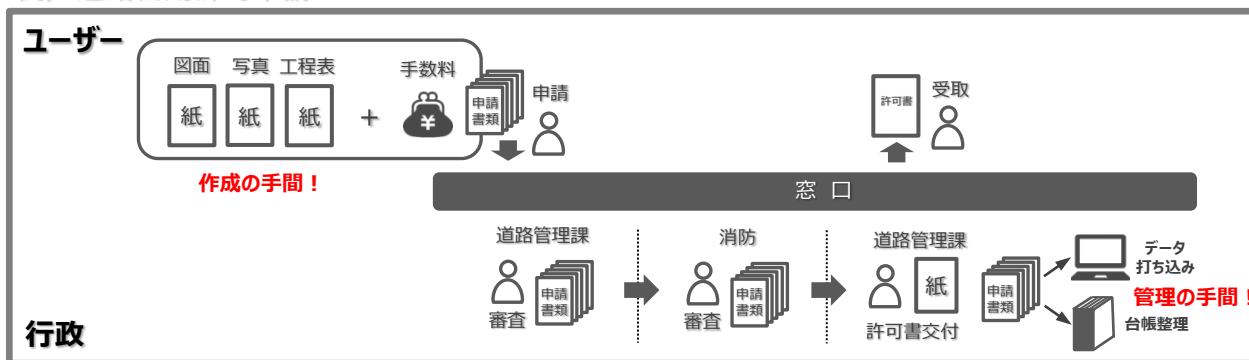 ユーザー
図面 写真 工程表 手数料
紙 紙 紙 + ¥
申請書類
申請
作成の手間！
許可書
受取
窓 口
道路管理課
審査
申請書類
消防
審査
申請書類
道路管理課
紙
許可書交付
申請書類
データ
打ち込み
管理の手間！
台帳整理
行政